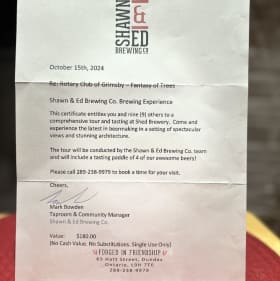 SHAWN
&
SHED
BREWING CO
October 15th, 2024
Re: Rotary Club of Grimsby – Fantasy of Trees
Shawn & Ed Brewing Co. Brewing Experience
This certificate entitles you and nine (9) others to a
comprehensive tour and tasting at Shed Brewery. Come and
experience the latest in beermaking in a setting of spectacular
views and stunning architecture.
The tour will be conducted by the Shawn & Ed Brewing Co. team
and will include a tasting paddle of 4 of our awesome beers!
Please call 289-238-9979 to book a time for your visit.
Cheers,
Mark Bowden
Taproom & Community Manager
Shawn & Ed Brewing Co.
Value: $180.00
(No Cash Value. No Substitutions. Single Use Only)
FORGED IN FRIENDSHIP
65 Hatt Street, Dundas
Ontario, L9H 7T6
289-238-9979